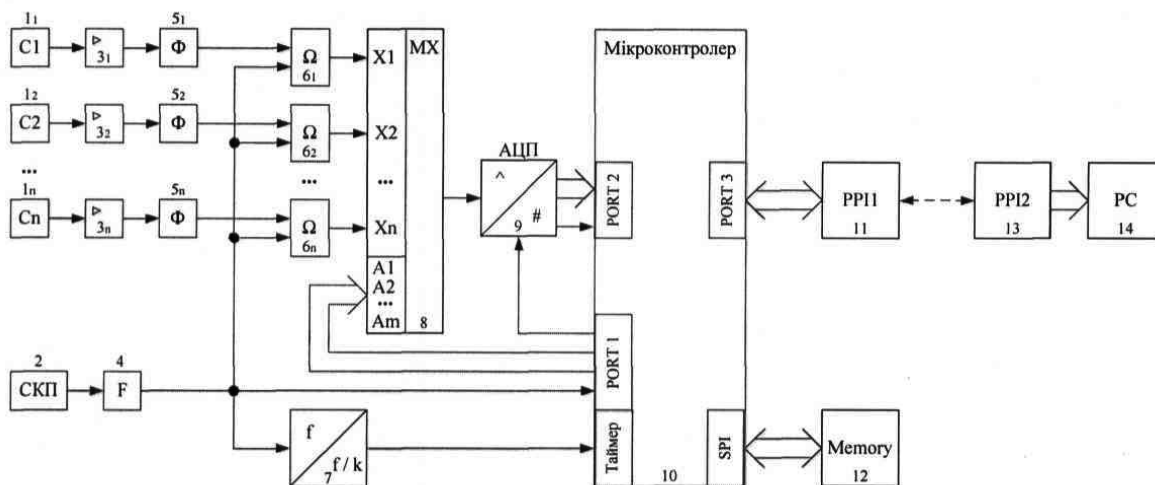 1₁ 5₁
C1 ▷ 3₁ Ф Ω 6₁ X1 MX Мікроконтролер
1₂ 5₂
C2 ▷ 3₂ Ф Ω 6₂ X2
... ... ... АЦП
1n 5n
Cn ▷ 3n Ф Ω 6n Xn ^ # 9 PORT 2 PORT 3 PPI1 11 PPI2 13 PC 14
A1
A2
...
Am 8
2 4
СКП F PORT 1
f f / k 7 Таймер 10 SPI Memory 12